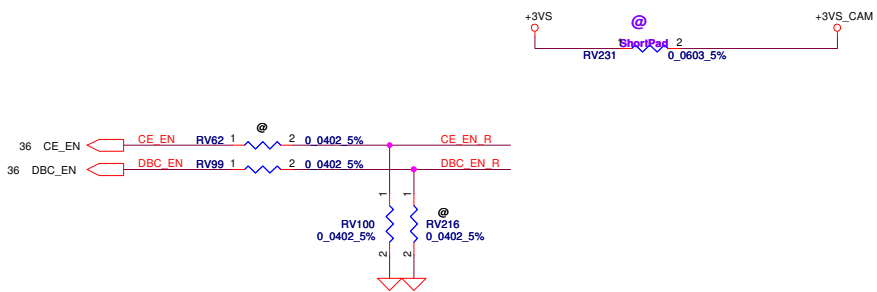 +3VS
@
+3VS_CAM
1
ShortPad
2
RV231
0_0603_5%
@
36 CE_EN
CE_EN
RV62
1
2
0_0402_5%
CE_EN_R
36 DBC_EN
DBC_EN
RV99
1
2
0_0402_5%
DBC_EN_R
1
1
@
RV100
RV216
0_0402_5%
0_0402_5%
2
2